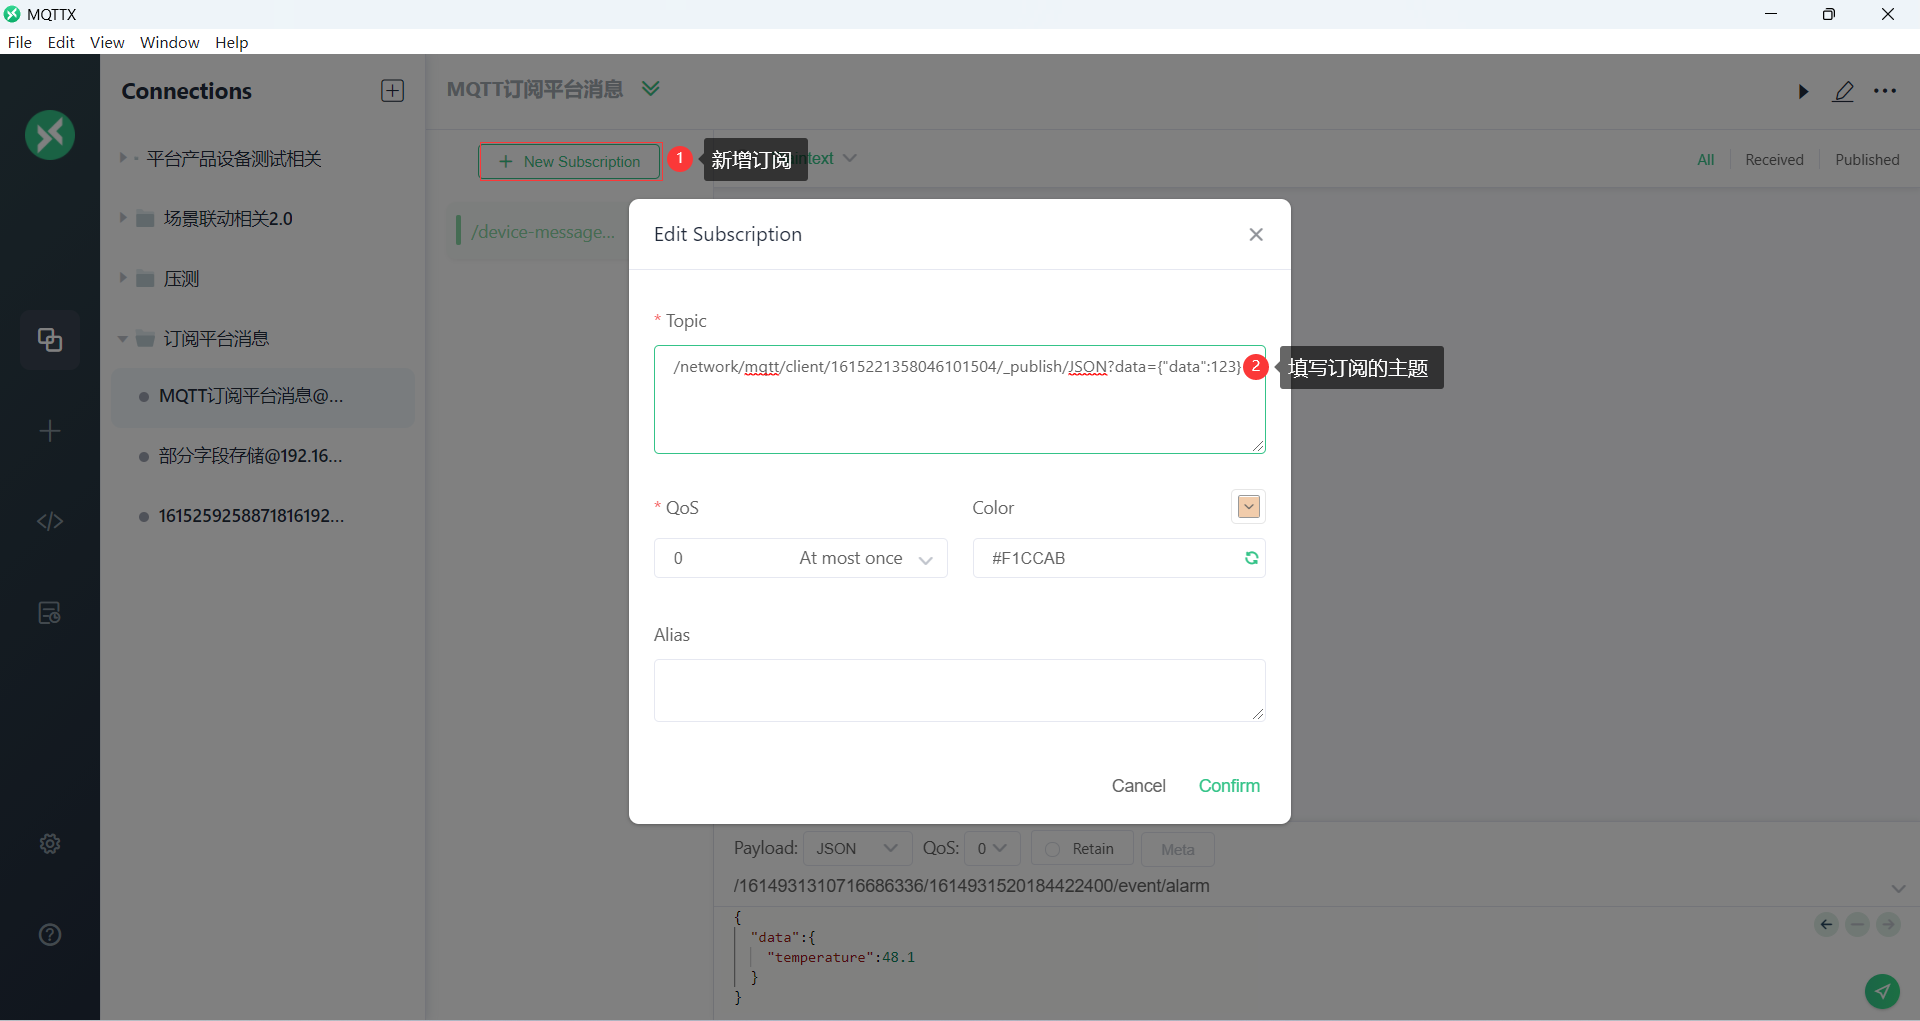 MQTTX
File Edit View Window Help
Connections
MQTT订阅平台消息
平台产品设备测试相关
场景联动相关2.0
压测
订阅平台消息
MQTT订阅平台消息@...
部分字段存储@192.16...
1615259258871816192...
New Subscription
1
新增订阅
All
Received
Published
/device-message...
Edit Subscription
* Topic
/network/mqtt/client/1615221358046101504/_publish/JSON?data={"data":123}
2
填写订阅的主题
* QoS
0 At most once
Color
#F1CCAB
Alias
Cancel
Confirm
Payload: JSON QoS: 0 Retain Meta
/1614931310716686336/1614931520184422400/event/alarm
{
"data":{
"temperature":48.1
}
}